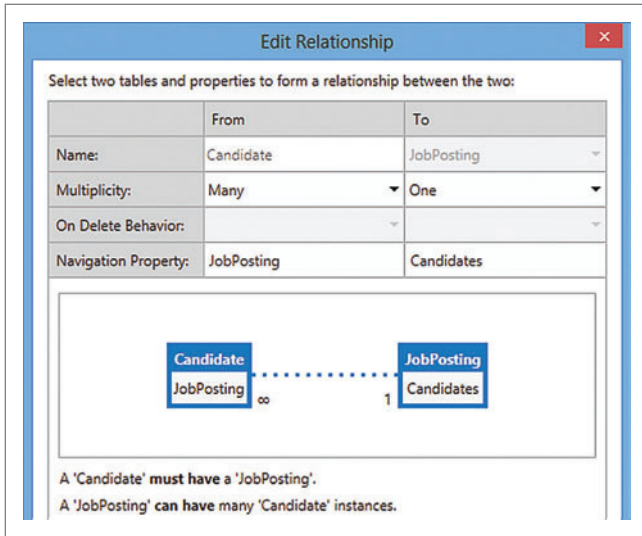 Edit Relationship
×
Select two tables and properties to form a relationship between the two:
From To
Name: Candidate JobPosting
Multiplicity: Many One
On Delete Behavior:
Navigation Property: JobPosting Candidates
Candidate JobPosting
JobPosting Candidates
∞ 1
A 'Candidate' must have a 'JobPosting'.
A 'JobPosting' can have many 'Candidate' instances.